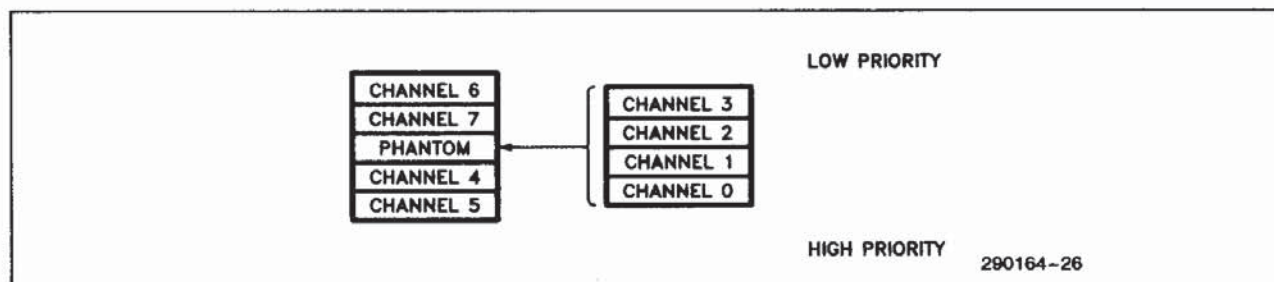 LOW PRIORITY
CHANNEL 6
CHANNEL 7
PHANTOM
CHANNEL 4
CHANNEL 5
CHANNEL 3
CHANNEL 2
CHANNEL 1
CHANNEL 0
HIGH PRIORITY
290164-26